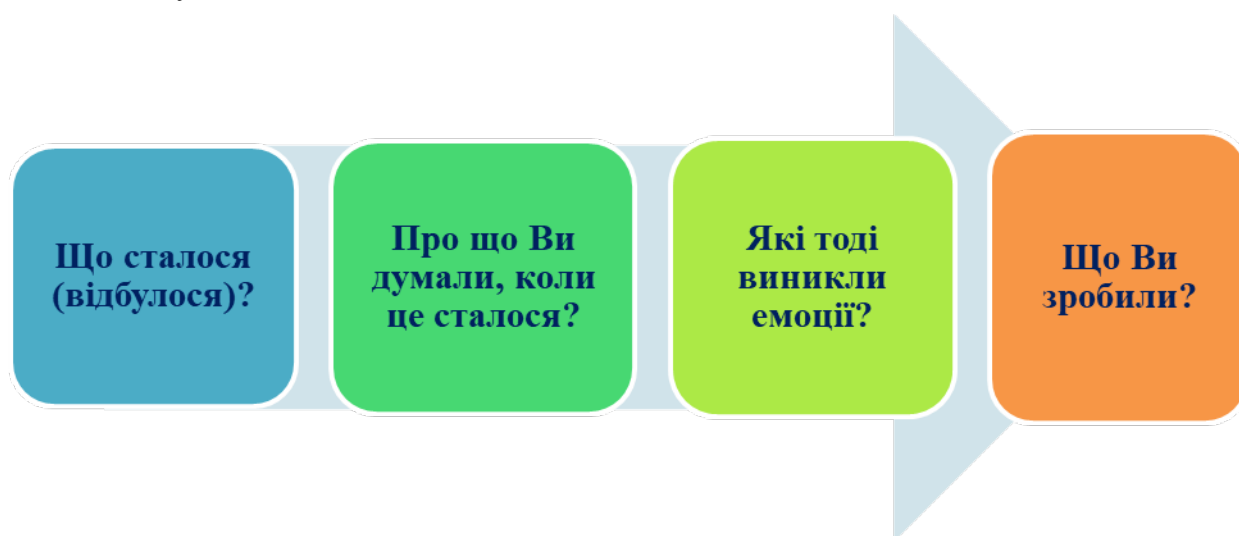 Що сталося
(відбулося)?
Про що Ви
думали, коли
це сталося?
Які тоді
виникли
емоції?
Що Ви
зробили?